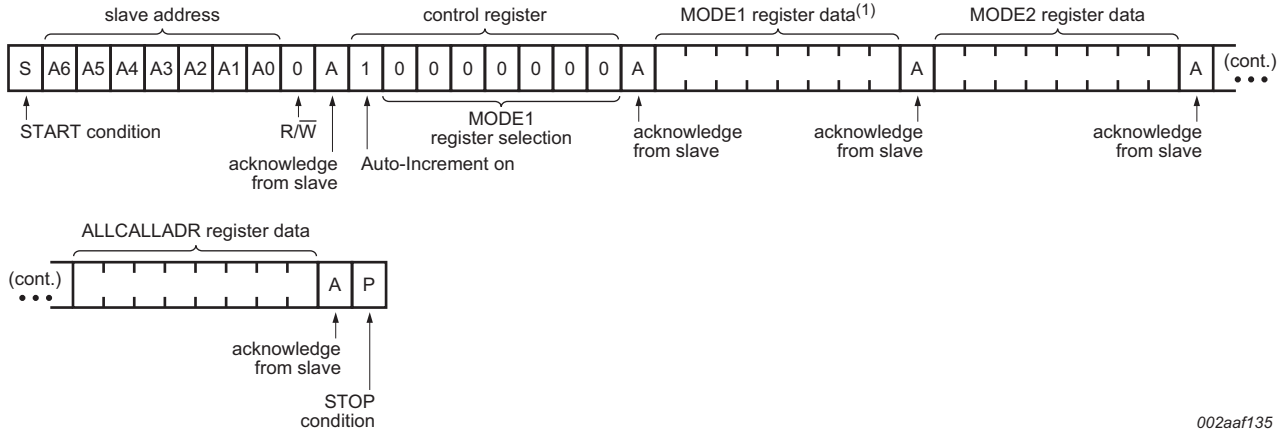 slave address control register MODE1 register data(1) MODE2 register data
S A6 A5 A4 A3 A2 A1 A0 0 A 1 0 0 0 0 0 0 0 A A A (cont.)
START condition R/W̅ MODE1 acknowledge acknowledge acknowledge
register selection from slave from slave from slave
acknowledge Auto-Increment on
from slave
ALLCALLADR register data
(cont.) A P
acknowledge
from slave
STOP
condition
002aaf135